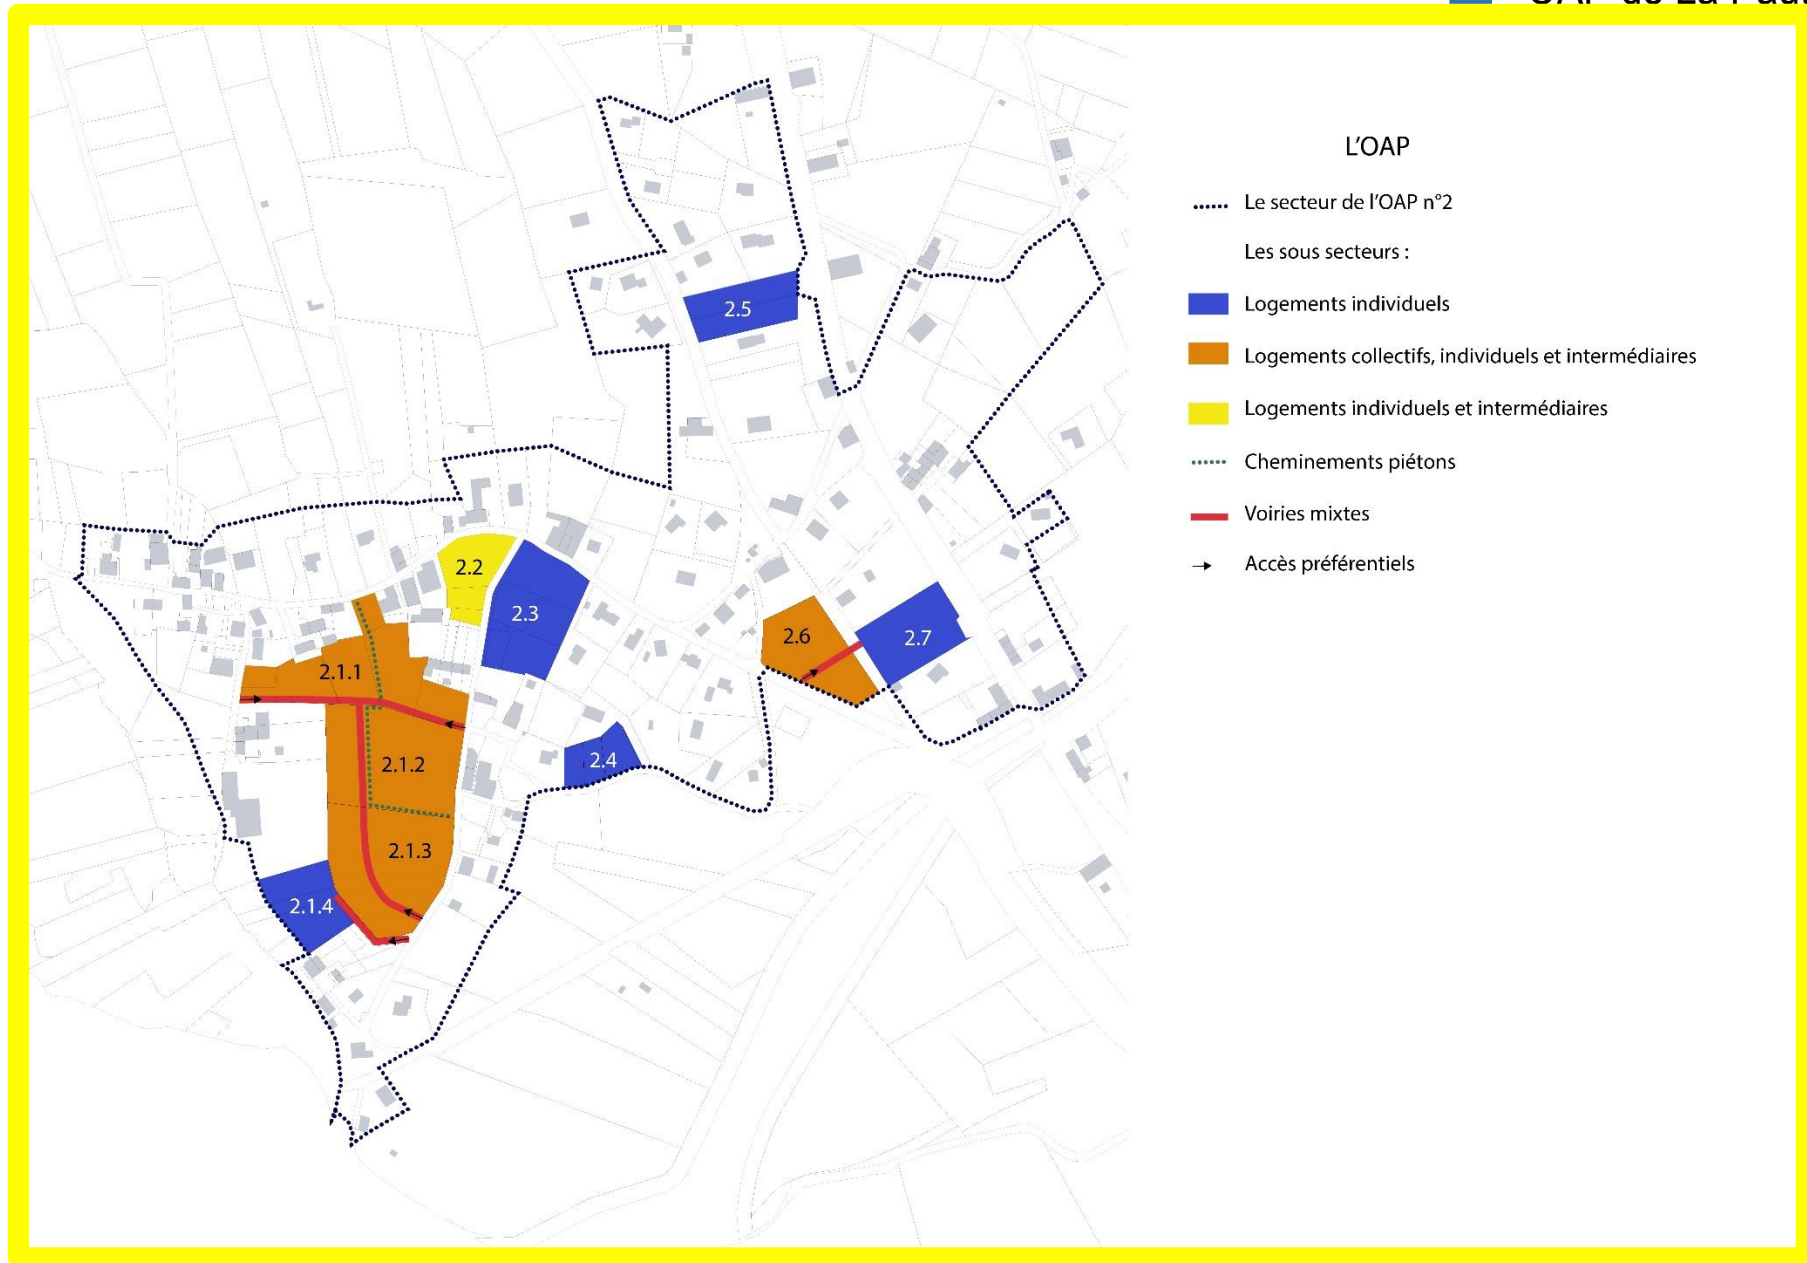 L'OAP
Le secteur de l'OAP n°2
Les sous secteurs :
Logements individuels
Logements collectifs, individuels et intermédiaires
Logements individuels et intermédiaires
Cheminements piétons
Voiries mixtes
Accès préférentiels
2.5
2.2
2.3
2.6
2.7
2.1.1
2.4
2.1.2
2.1.3
2.1.4